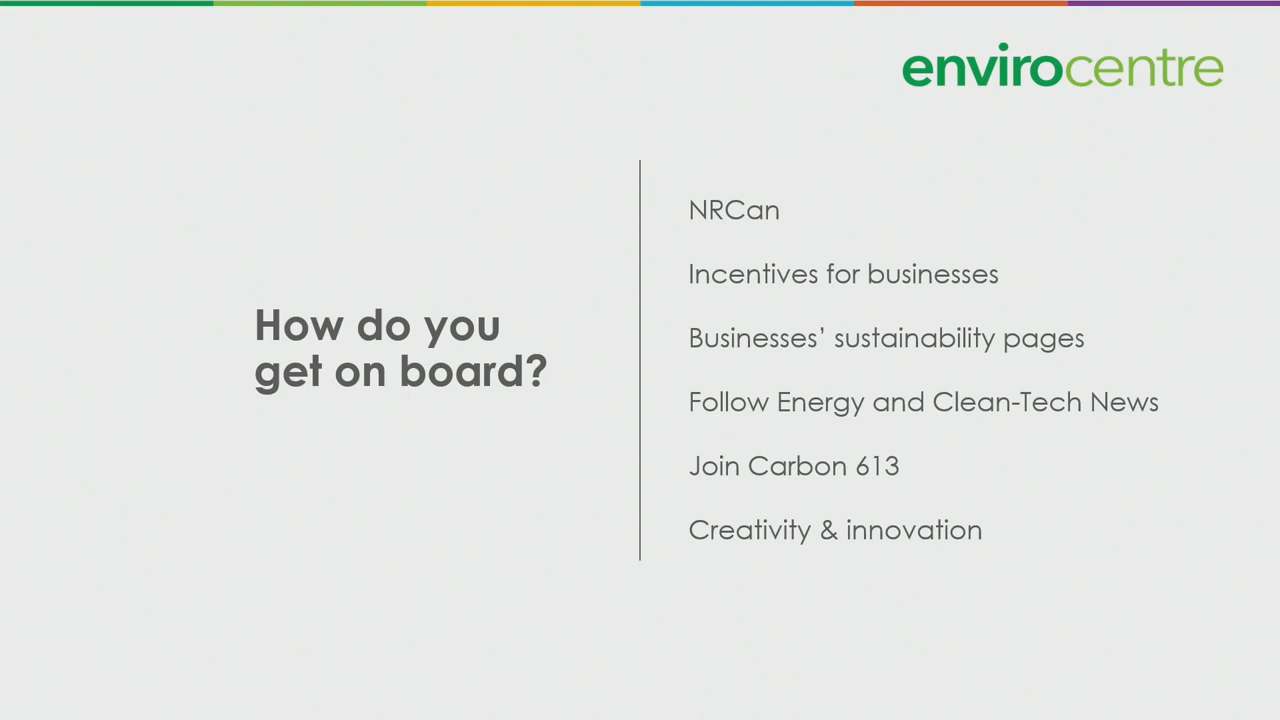 envirocentre
How do you
get on board?
NRCan
Incentives for businesses
Businesses’ sustainability pages
Follow Energy and Clean-Tech News
Join Carbon 613
Creativity & innovation